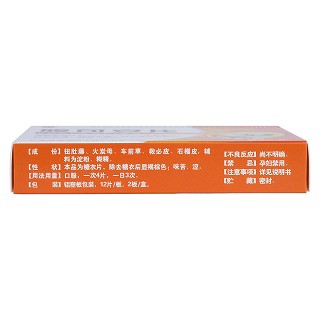 【成　份】扭肚藤、火炭母、车前草、救必应、石榴皮，辅
料为淀粉、糊精。
【性　状】本品为糖衣片，除去糖衣后显褐棕色；味苦、涩。
【用法用量】口服，一次4片，一日3次。
【包　装】铝塑板包装，12片/板，2板/盒。
【不良反应】尚不明确。
【禁　忌】孕妇禁用。
【注意事项】详见说明书
【贮　藏】密封。